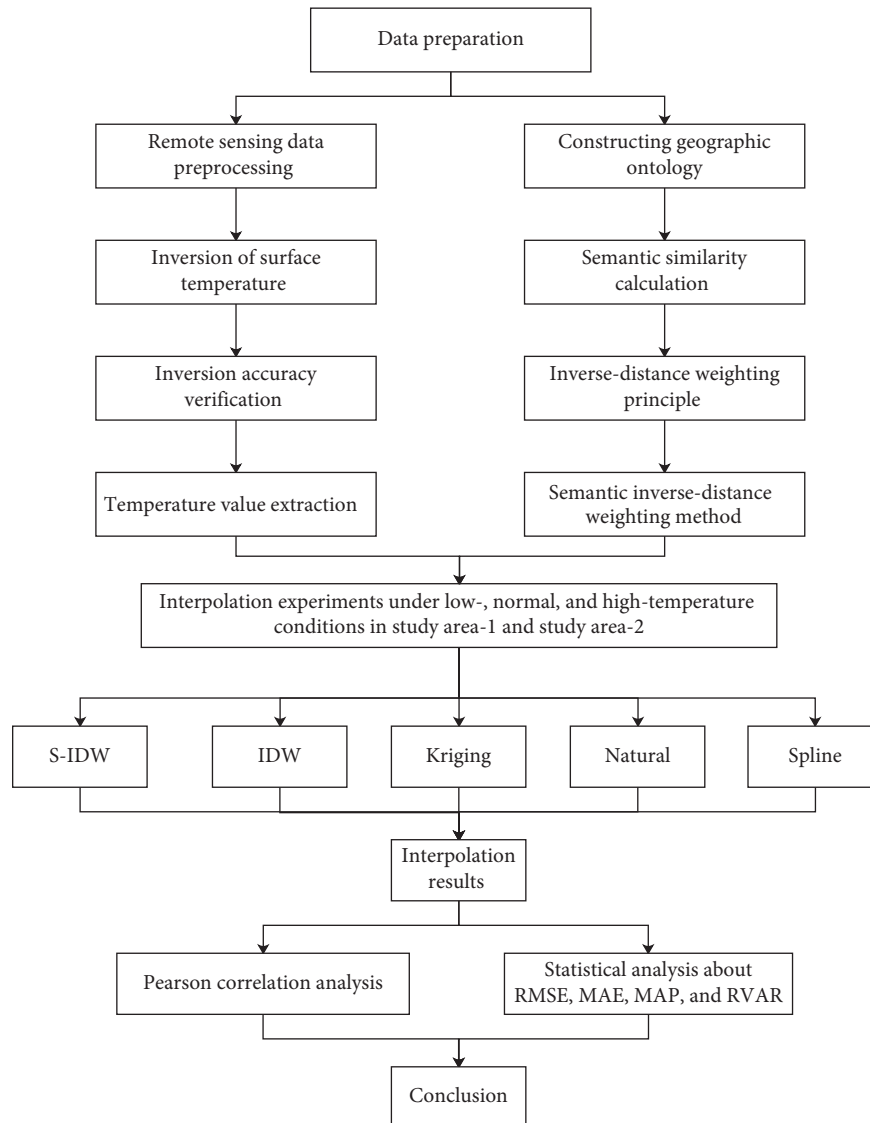 Data preparation
Remote sensing data
preprocessing
Constructing geographic
ontology
Inversion of surface
temperature
Semantic similarity
calculation
Inversion accuracy
verification
Inverse-distance weighting
principle
Temperature value extraction
Semantic inverse-distance
weighting method
Interpolation experiments under low-, normal, and high-temperature
conditions in study area-1 and study area-2
S-IDW
IDW
Kriging
Natural
Spline
Interpolation
results
Pearson correlation analysis
Statistical analysis about
RMSE, MAE, MAP, and RVAR
Conclusion